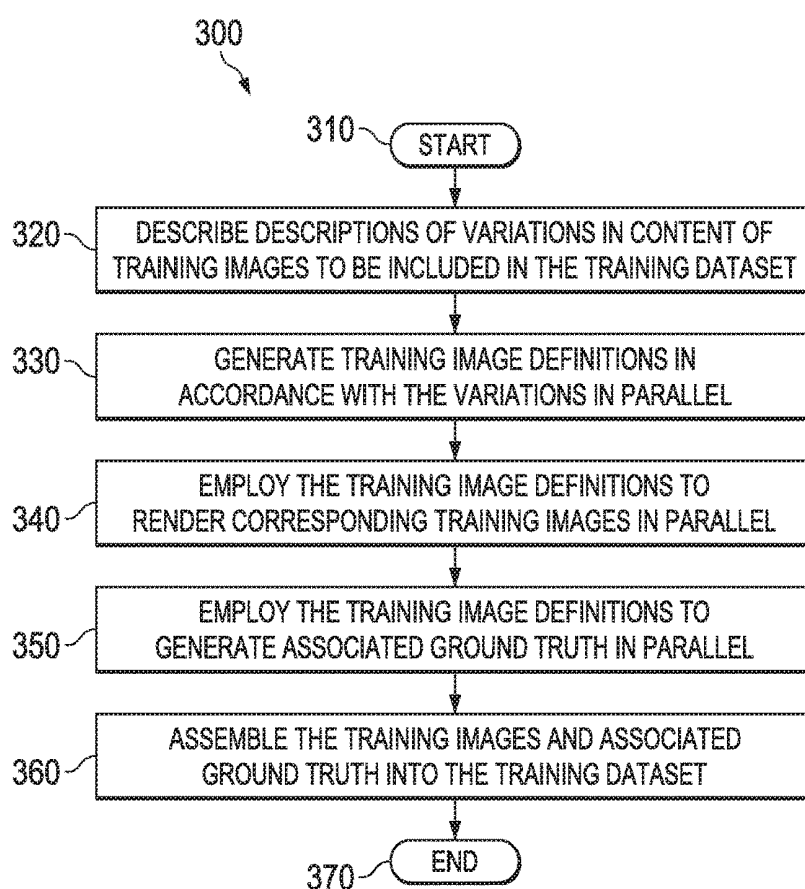 300
310
START
320
DESCRIBE DESCRIPTIONS OF VARIATIONS IN CONTENT OF
TRAINING IMAGES TO BE INCLUDED IN THE TRAINING DATASET
330
GENERATE TRAINING IMAGE DEFINITIONS IN
ACCORDANCE WITH THE VARIATIONS IN PARALLEL
340
EMPLOY THE TRAINING IMAGE DEFINITIONS TO
RENDER CORRESPONDING TRAINING IMAGES IN PARALLEL
350
EMPLOY THE TRAINING IMAGE DEFINITIONS TO
GENERATE ASSOCIATED GROUND TRUTH IN PARALLEL
360
ASSEMBLE THE TRAINING IMAGES AND ASSOCIATED
GROUND TRUTH INTO THE TRAINING DATASET
END
370